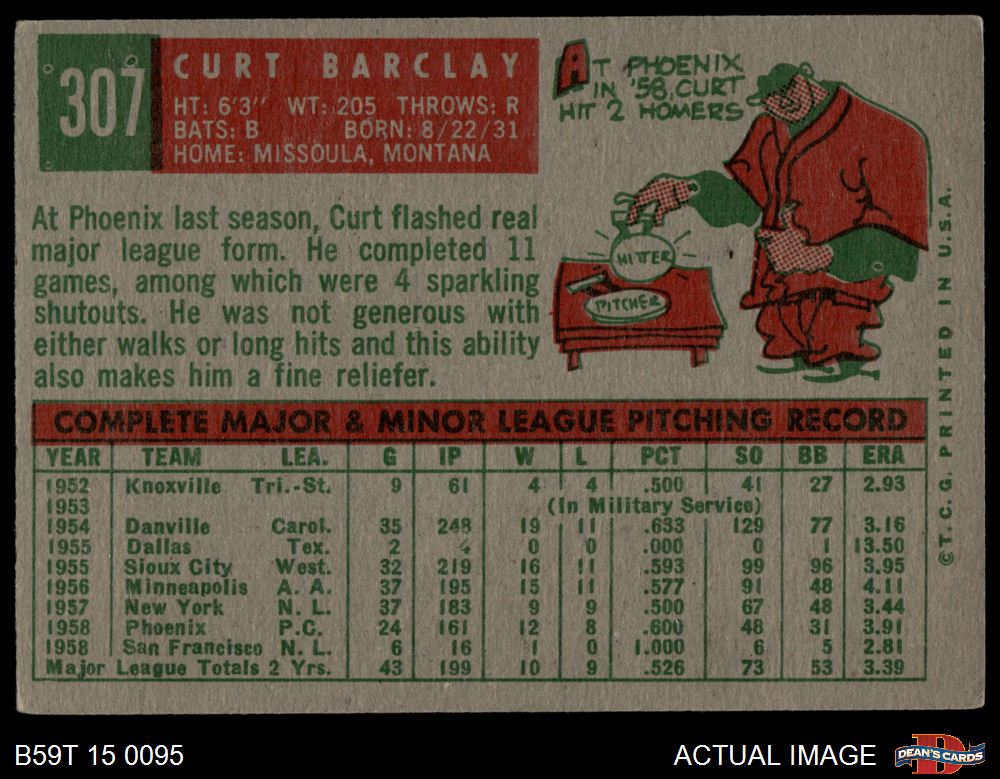 307
CURT BARCLAY
HT: 6'3" WT: 205 THROWS: R
BATS: B BORN: 8/22/31
HOME: MISSOULA, MONTANA
AT PHOENIX
IN '58, CURT
HIT 2 HOMERS
HITTER
PITCHER
At Phoenix last season, Curt flashed real
major league form. He completed 11
games, among which were 4 sparkling
shutouts. He was not generous with
either walks or long hits and this ability
also makes him a fine reliefer.
COMPLETE MAJOR & MINOR LEAGUE PITCHING RECORD
YEAR TEAM LEA. G IP W L PCT SO BB ERA
1952 Knoxville Tri.-St. 9 61 4 4 .500 41 27 2.93
1953 (In Military Service)
1954 Danville Carol. 35 248 19 11 .633 129 77 3.16
1955 Dallas Tex. 2 4 0 0 .000 0 1 13.50
1955 Sioux City West. 32 219 16 11 .593 99 96 3.95
1956 Minneapolis A. A. 37 195 15 11 .577 91 48 4.11
1957 New York N. L. 37 183 9 9 .500 67 48 3.44
1958 Phoenix P.C. 24 161 12 8 .600 48 31 3.91
1958 San Francisco N. L. 6 16 1 0 1.000 6 5 2.81
Major League Totals 2 Yrs. 43 199 10 9 .526 73 53 3.39
© T. C. G. PRINTED IN U.S.A.
B59T 15 0095
ACTUAL IMAGE
D
DEAN'S CARDS